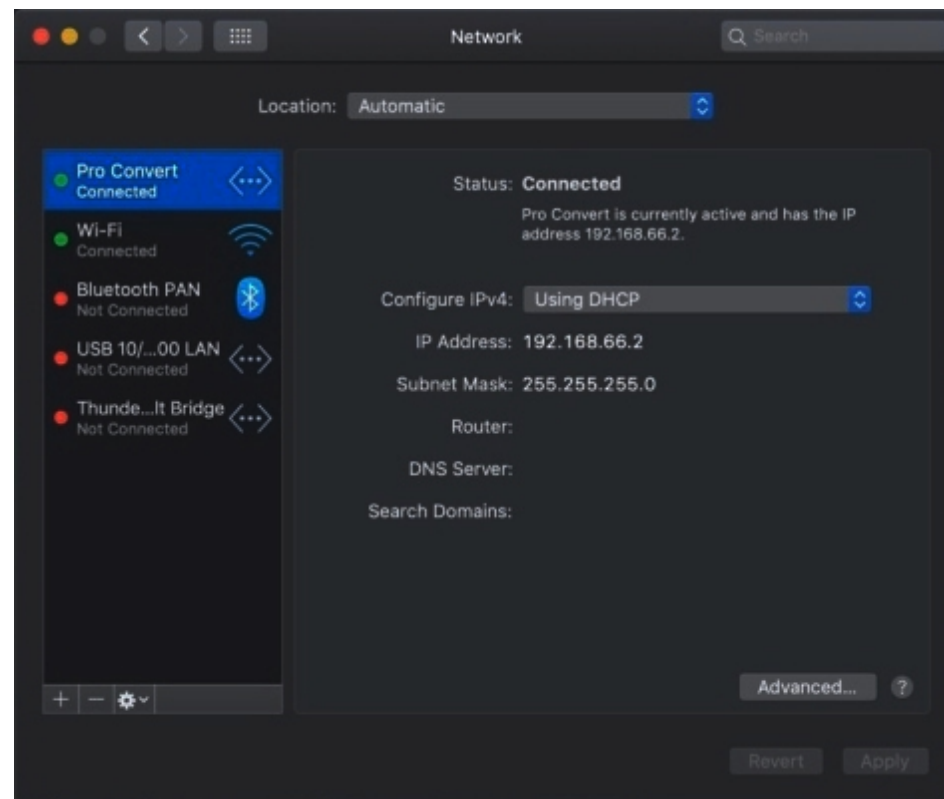 Network
Search
Location: Automatic
Pro Convert
Connected
Wi-Fi
Connected
Bluetooth PAN
Not Connected
USB 10/...00 LAN
Not Connected
Thunde...lt Bridge
Not Connected
Status: Connected
Pro Convert is currently active and has the IP
address 192.168.66.2.
Configure IPv4: Using DHCP
IP Address: 192.168.66.2
Subnet Mask: 255.255.255.0
Router:
DNS Server:
Search Domains:
Advanced... ?
Revert Apply